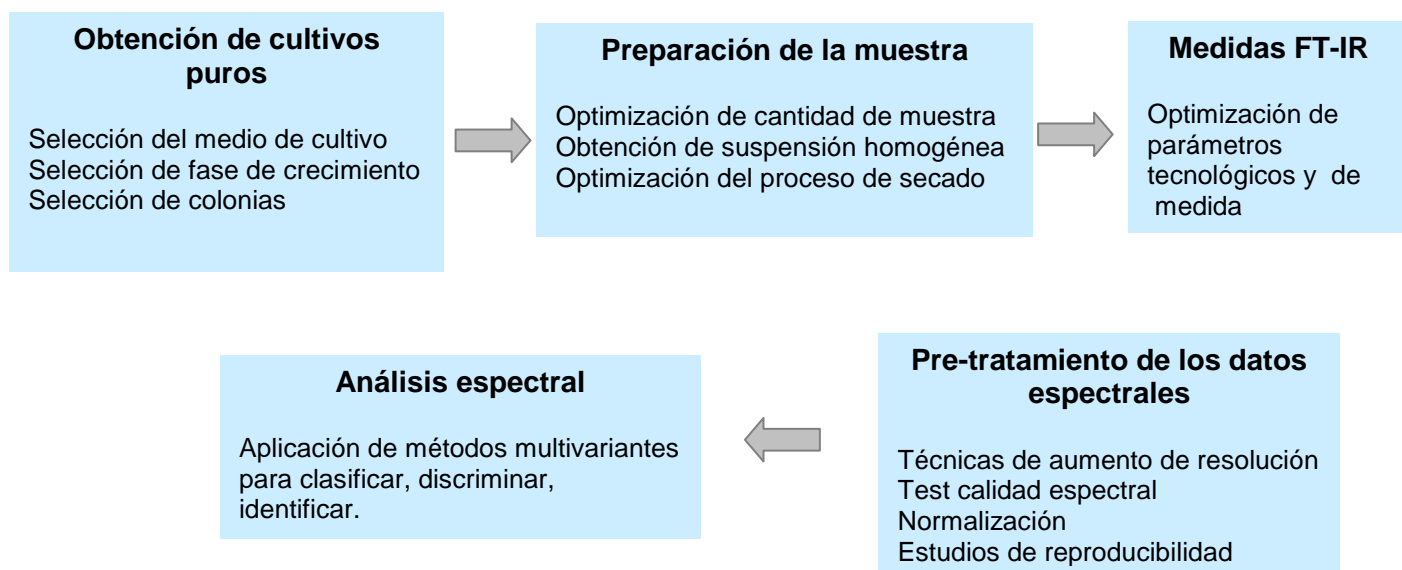 Obtención de cultivos
puros
Selección del medio de cultivo
Selección de fase de crecimiento
Selección de colonias
Preparación de la muestra
Optimización de cantidad de muestra
Obtención de suspensión homogénea
Optimización del proceso de secado
Medidas FT-IR
Optimización de
parámetros
tecnológicos y de
medida
Pre-tratamiento de los datos
espectrales
Técnicas de aumento de resolución
Test calidad espectral
Normalización
Estudios de reproducibilidad
Análisis espectral
Aplicación de métodos multivariantes
para clasificar, discriminar,
identificar.